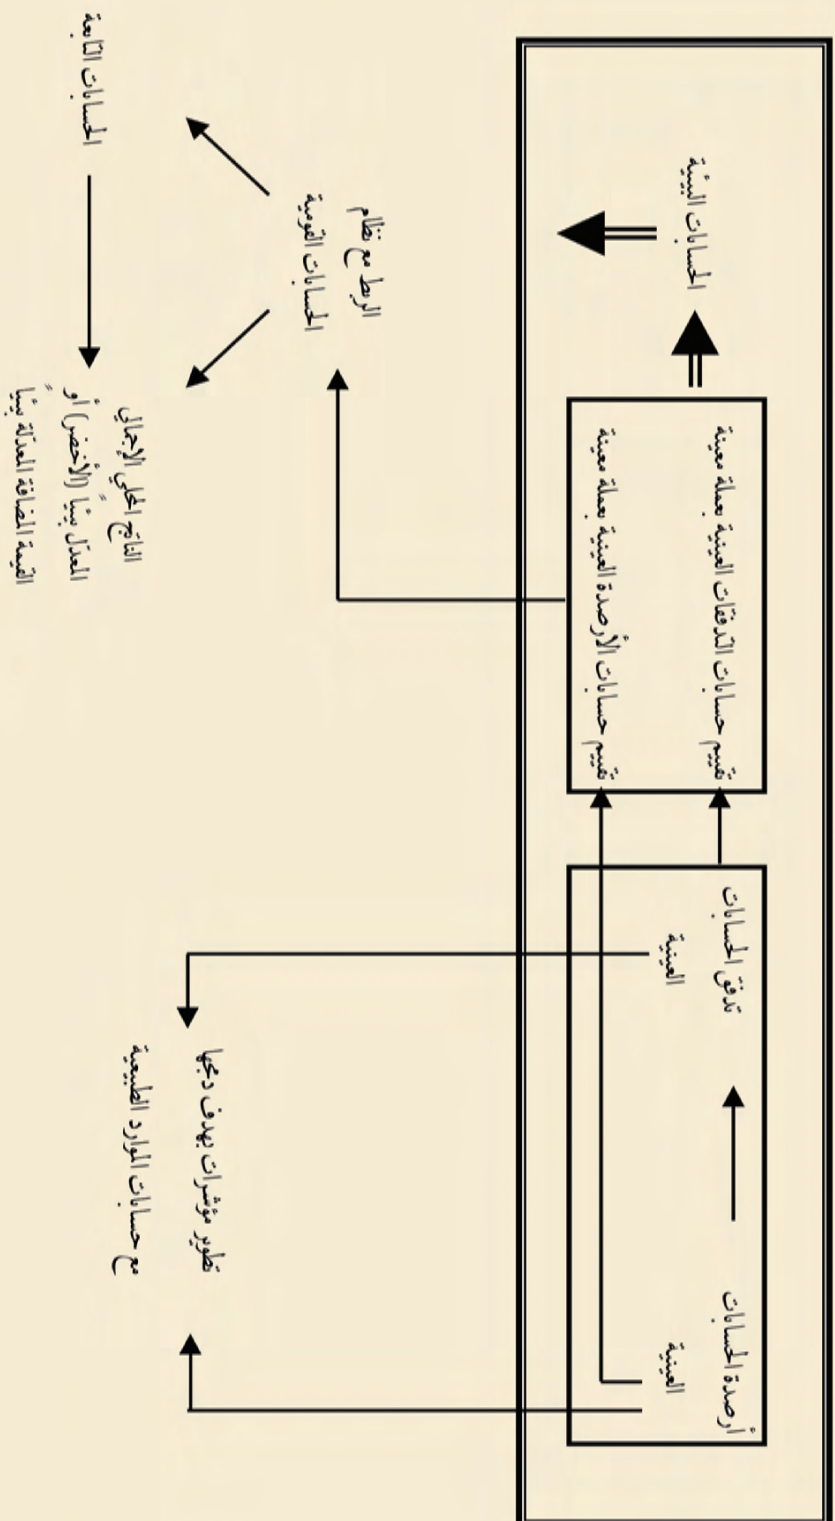 أرصدة الحسابات
العينية
تدفق الحسابات
العينية
تقييم حسابات التدفقات العينية بعملة معينة
تقييم حسابات الأرصدة العينية بعملة معينة
الحسابات البيئية
الربط مع نظام
الحسابات القومية
تطوير مؤشرات بهدف دمجها
مع حسابات الموارد الطبيعية
الحسابات التابعة
الناتج المحلي الإجمالي
المعدّل بيئياً (الأخضر) أو
القيمة المضافة المعدلة بيئياً